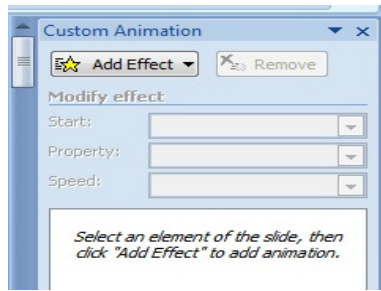 Custom Animation
Add Effect Remove
Modify effect
Start:
Property:
Speed:
Select an element of the slide, then
click "Add Effect" to add animation.